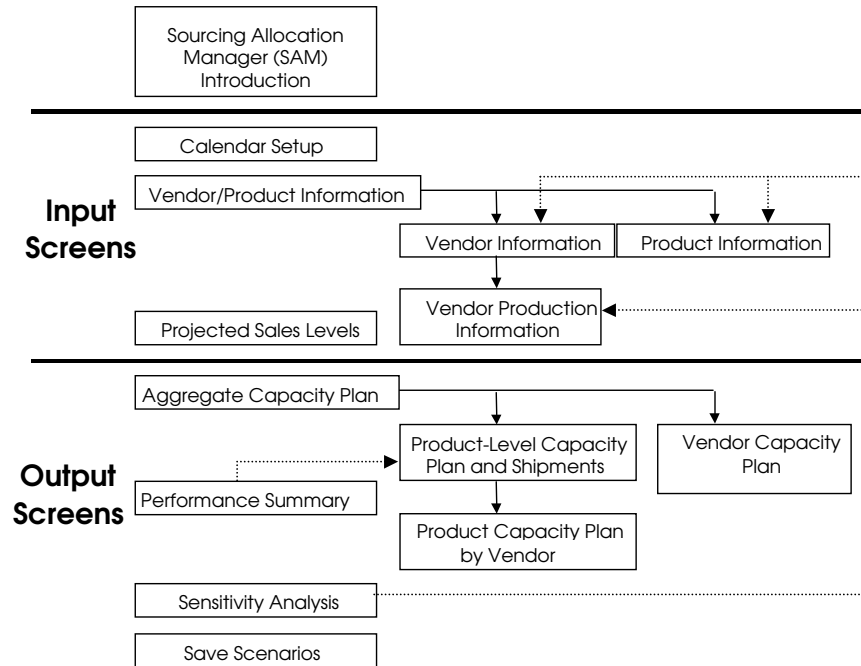 Sourcing Allocation
Manager (SAM)
Introduction
Calendar Setup
Vendor/Product Information
Input
Screens
Vendor Information
Product Information
Vendor Production
Information
Projected Sales Levels
Aggregate Capacity Plan
Product-Level Capacity
Plan and Shipments
Vendor Capacity
Plan
Output
Screens
Performance Summary
Product Capacity Plan
by Vendor
Sensitivity Analysis
Save Scenarios